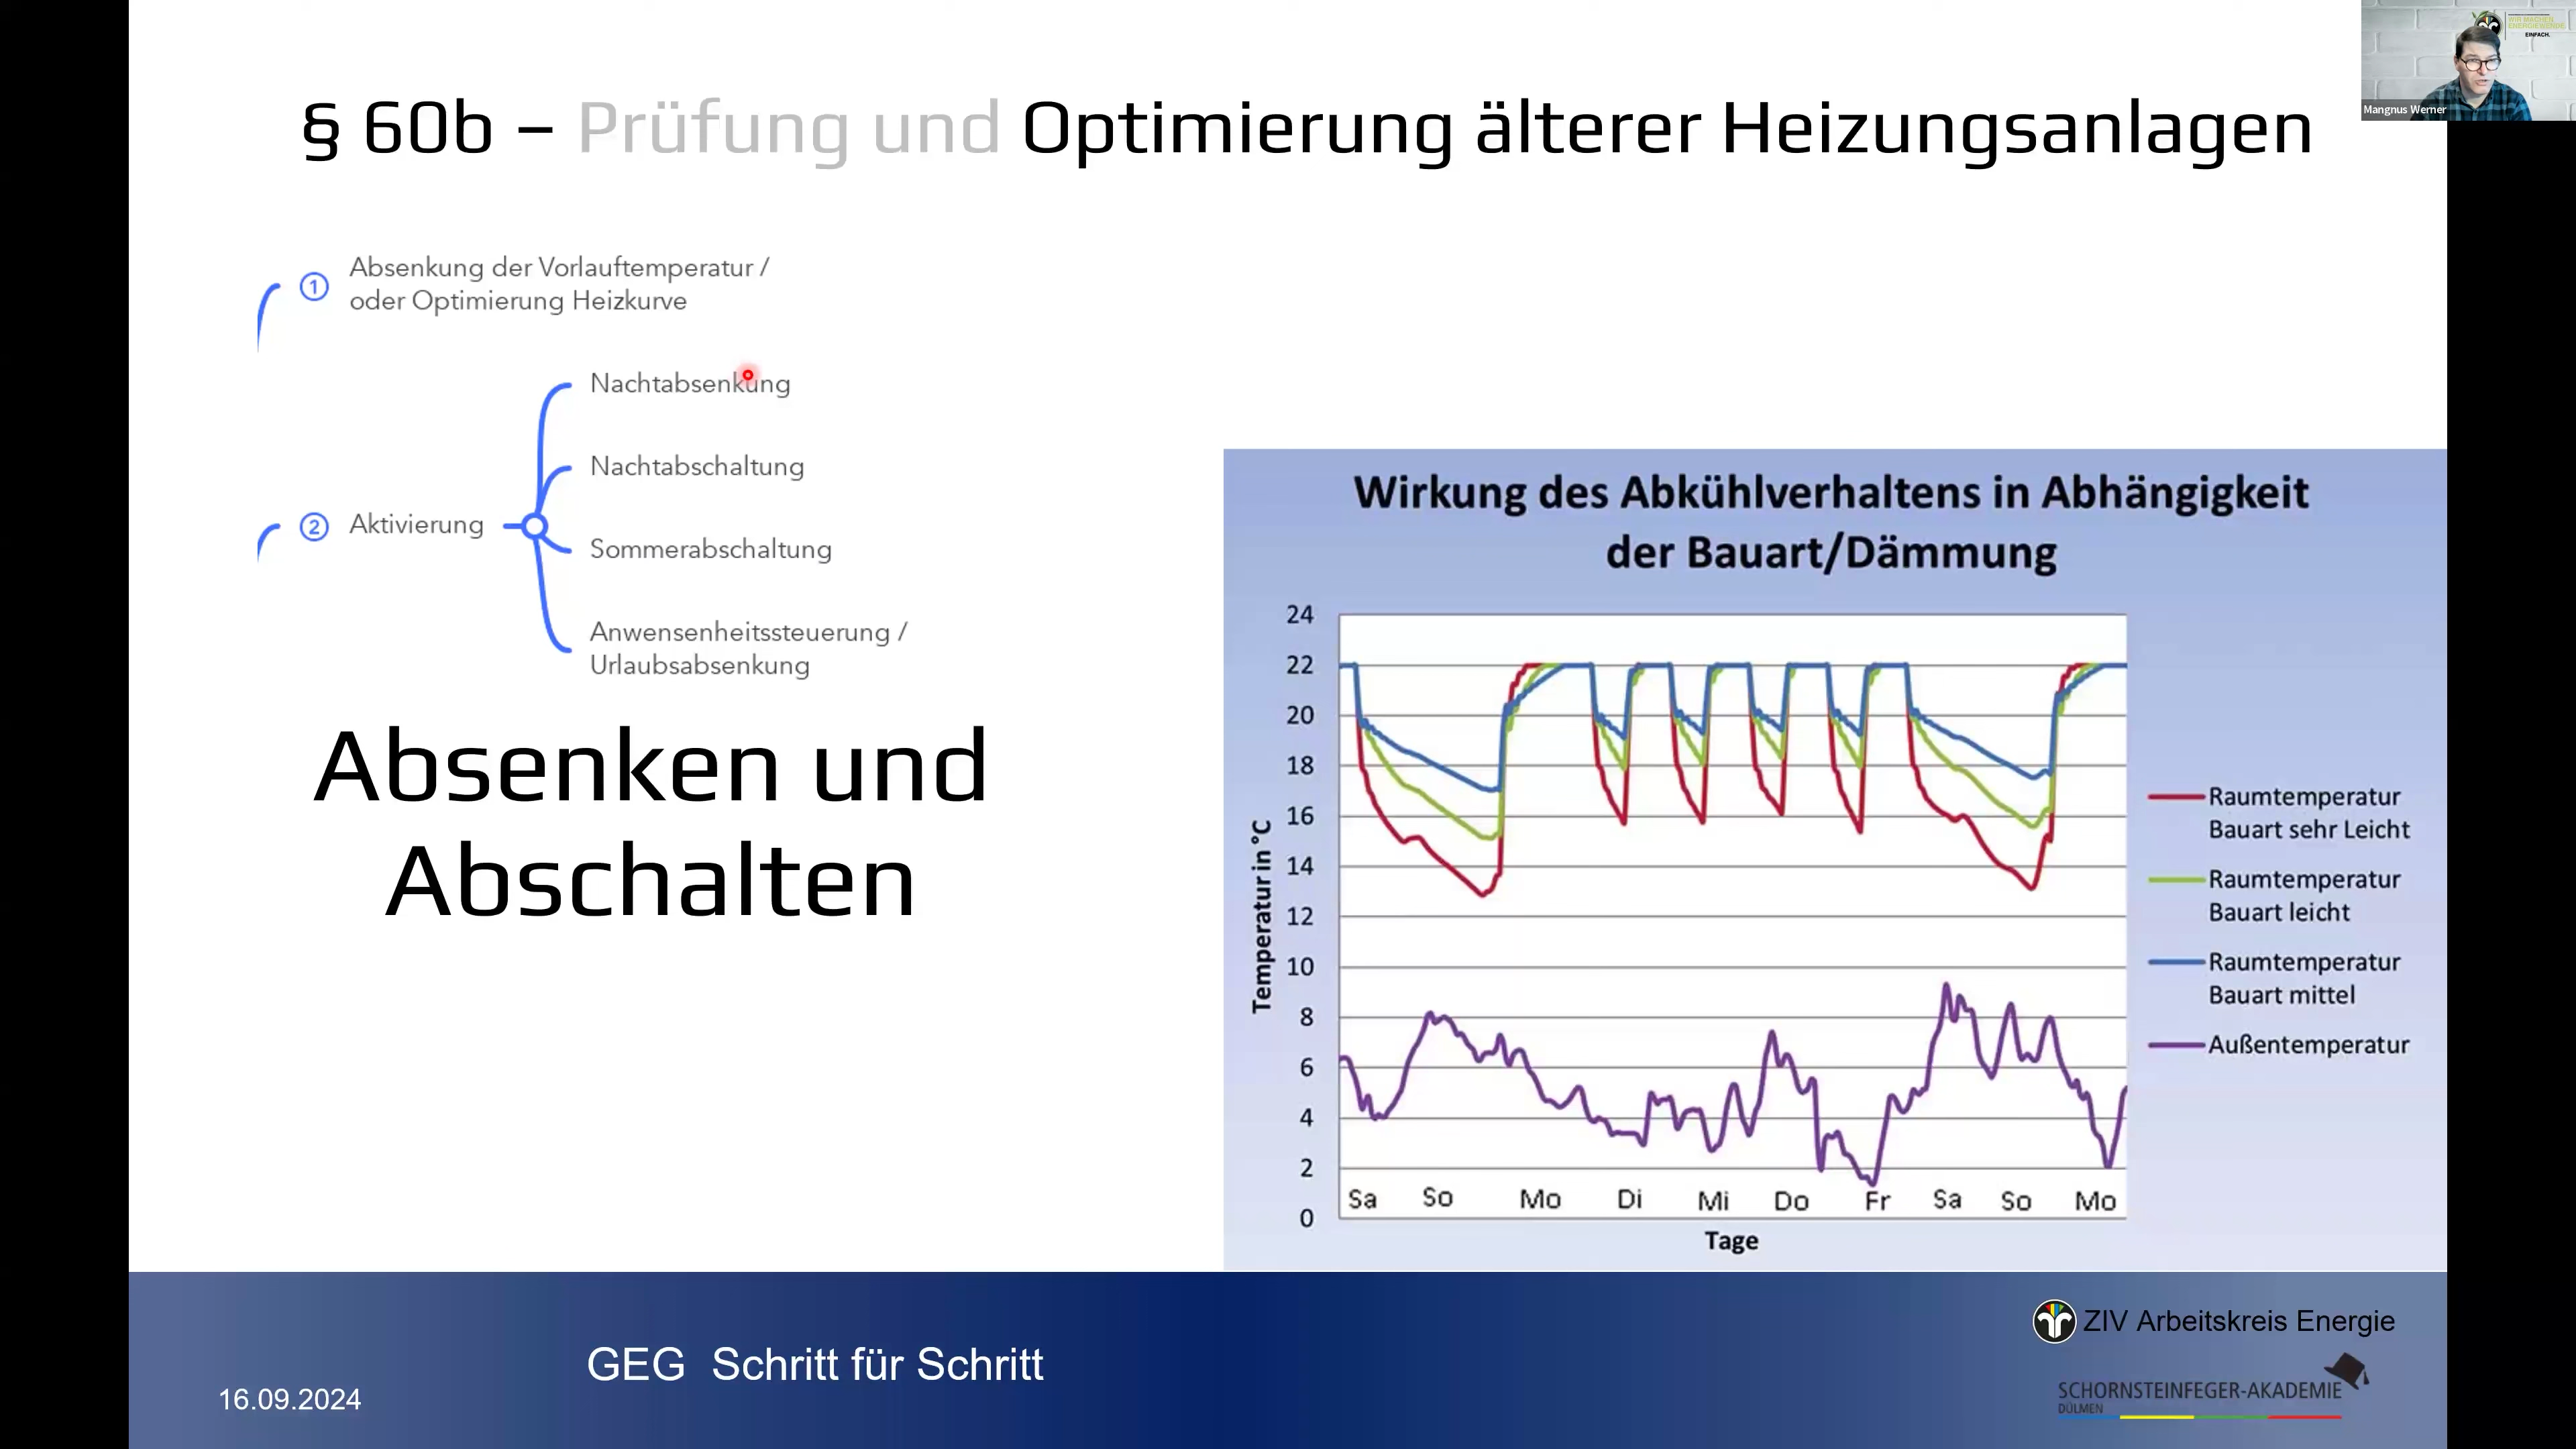 WIR MACHEN
ENERGIEWENDE
EINFACH.
Mangnus Werner
§ 60b – Prüfung und Optimierung älterer Heizungsanlagen
1 Absenkung der Vorlauftemperatur /
oder Optimierung Heizkurve
2 Aktivierung
Nachtabsenkung
Nachtabschaltung
Sommerabschaltung
Anwensenheitssteuerung /
Urlaubsabsenkung
Absenken und
Abschalten
Wirkung des Abkühlverhaltens in Abhängigkeit
der Bauart/Dämmung
Temperatur in °C
24
22
20
18
16
14
12
10
8
6
4
2
0
Sa So Mo Di Mi Do Fr Sa So Mo
Tage
Raumtemperatur
Bauart sehr Leicht
Raumtemperatur
Bauart leicht
Raumtemperatur
Bauart mittel
Außentemperatur
16.09.2024
GEG Schritt für Schritt
ZIV Arbeitskreis Energie
SCHORNSTEINFEGER-AKADEMIE
DÜLMEN